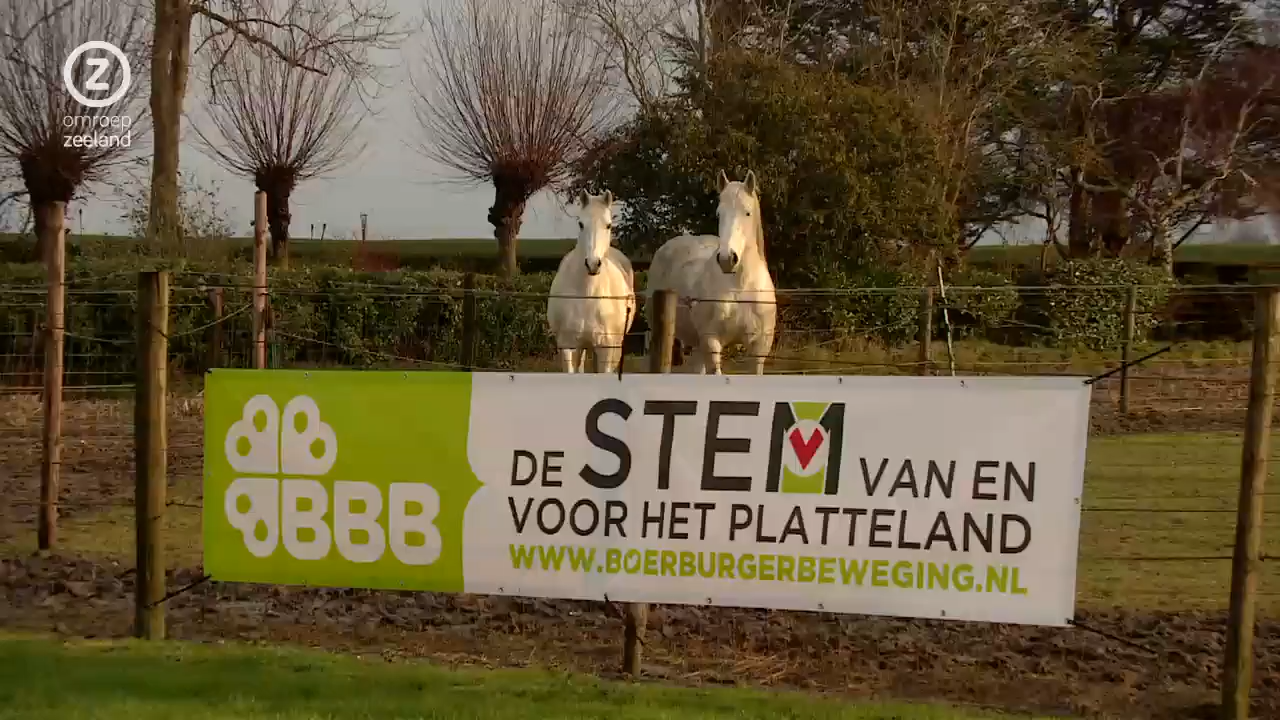 Z
omroep
zeeland
BBB
DE STEM VAN EN
VOOR HET PLATTELAND
WWW.BOERBURGERBEWEGING.NL